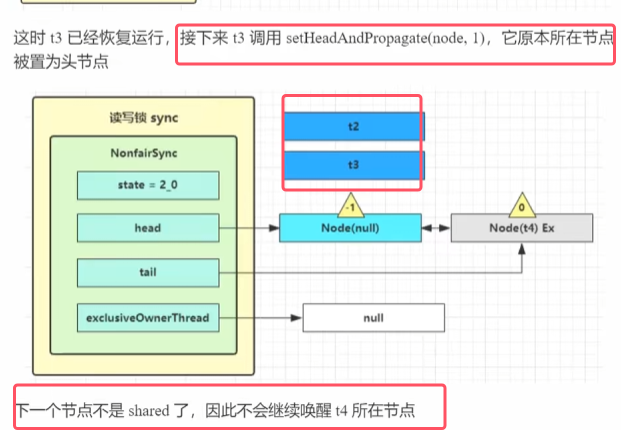 这时 t3 已经恢复运行，接下来 t3 调用 setHeadAndPropagate(node, 1)，它原本所在节点
被置为头节点
读写锁 sync
NonfairSync
state = 2_0
head
tail
exclusiveOwnerThread
t2
t3
-1
Node(null)
0
Node(t4) Ex
null
下一个节点不是 shared 了，因此不会继续唤醒 t4 所在节点